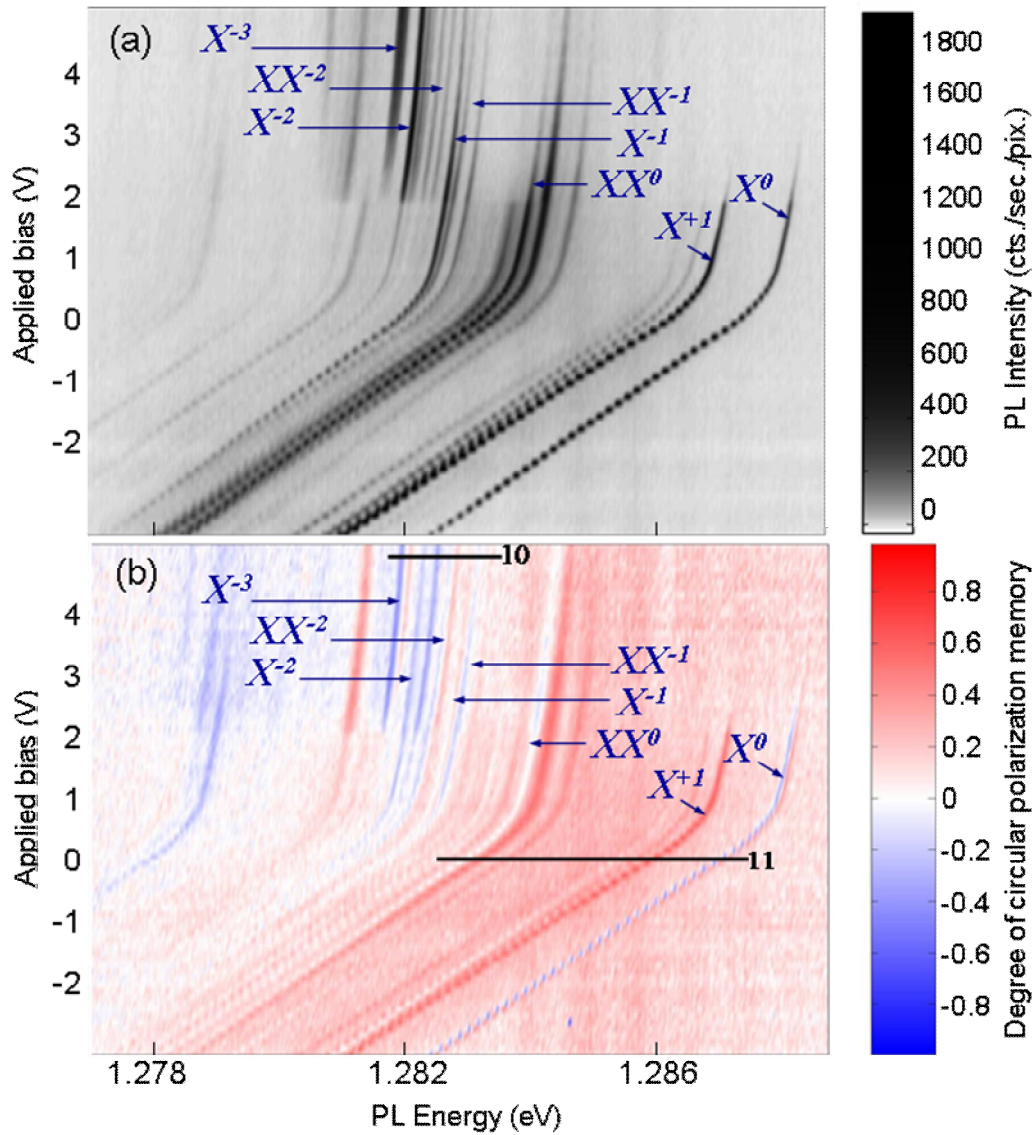 (a)
X⁻³
XX⁻²
X⁻²
XX⁻¹
X⁻¹
XX⁰
X⁺¹
X⁰
4
3
2
1
0
-1
-2
Applied bias (V)
1800
1600
1400
1200
1000
800
600
400
200
0
PL Intensity (cts./sec./pix.)
(b)
10
X⁻³
XX⁻²
X⁻²
XX⁻¹
X⁻¹
XX⁰
X⁺¹
X⁰
11
4
3
2
1
0
-1
-2
Applied bias (V)
1.278
1.282
1.286
PL Energy (eV)
0.8
0.6
0.4
0.2
0
-0.2
-0.4
-0.6
-0.8
Degree of circular polarization memory